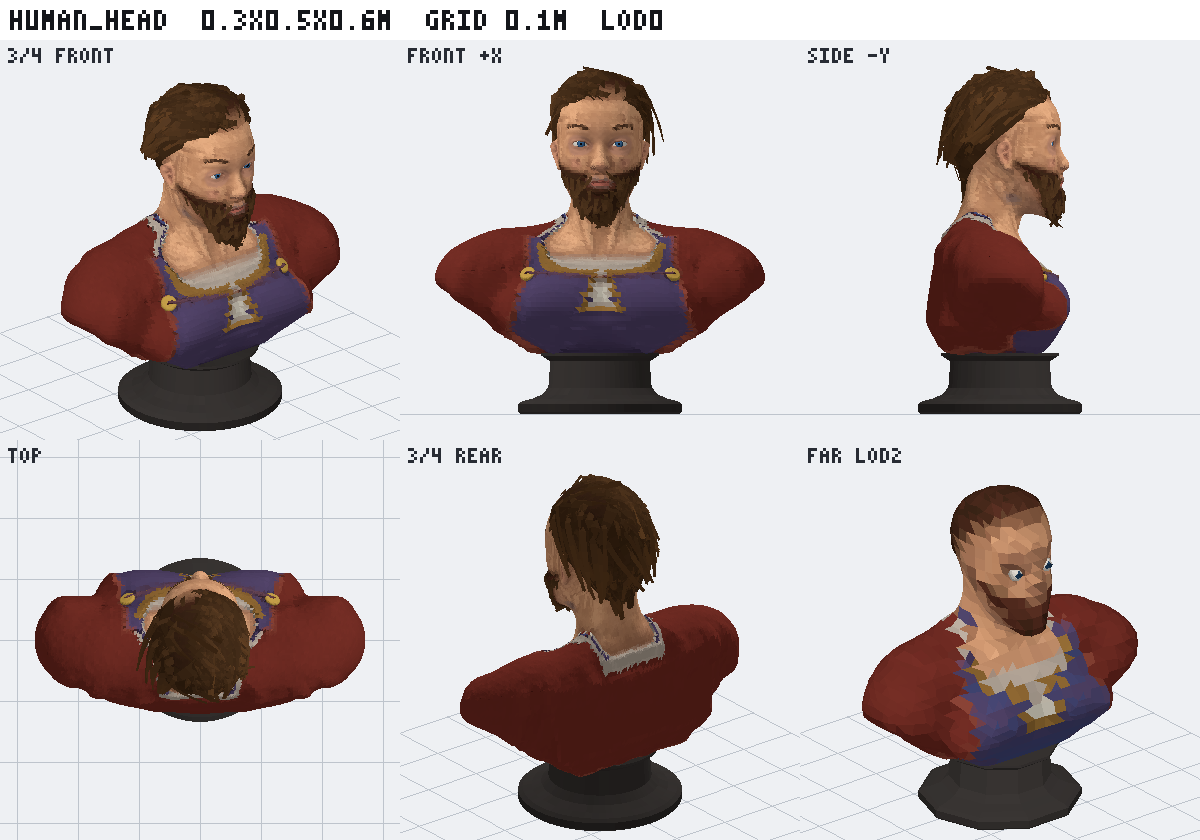 HUMAN_HEAD 0.3X0.5X0.6M GRID 0.1M LOD0
3/4 FRONT
FRONT +X
SIDE -Y
TOP
3/4 REAR
FAR LOD2